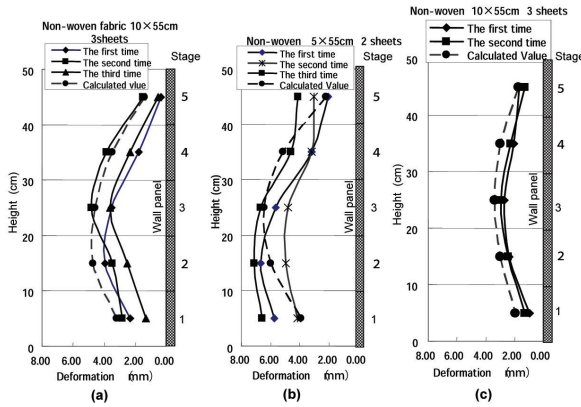 Non-woven fabric 10×55cm
3sheets
The first time
The second time
The third time
Calculated vlue
Stage
50
40
30
20
10
0
Height (cm)
5
4
3
2
1
Wall panel
8.00 6.00 4.00 2.00 0.00
Deformation (mm)
(a)
Non-woven 5×55cm 2 sheets
The first time
The second time
The third time
Calculated Value
Stage
50
40
30
20
10
0
Height (cm)
5
4
3
2
1
Wall panel
8.00 6.00 4.00 2.00 0.00
Deformation (mm)
(b)
Non-woven 10×55cm 3 sheets
The first time
The second time
Calculated Value
Stage
50
40
30
20
10
0
Height (cm)
5
4
3
2
1
Wall panel
8.00 6.00 4.00 2.00 0.00
Deformation (mm)
(c)